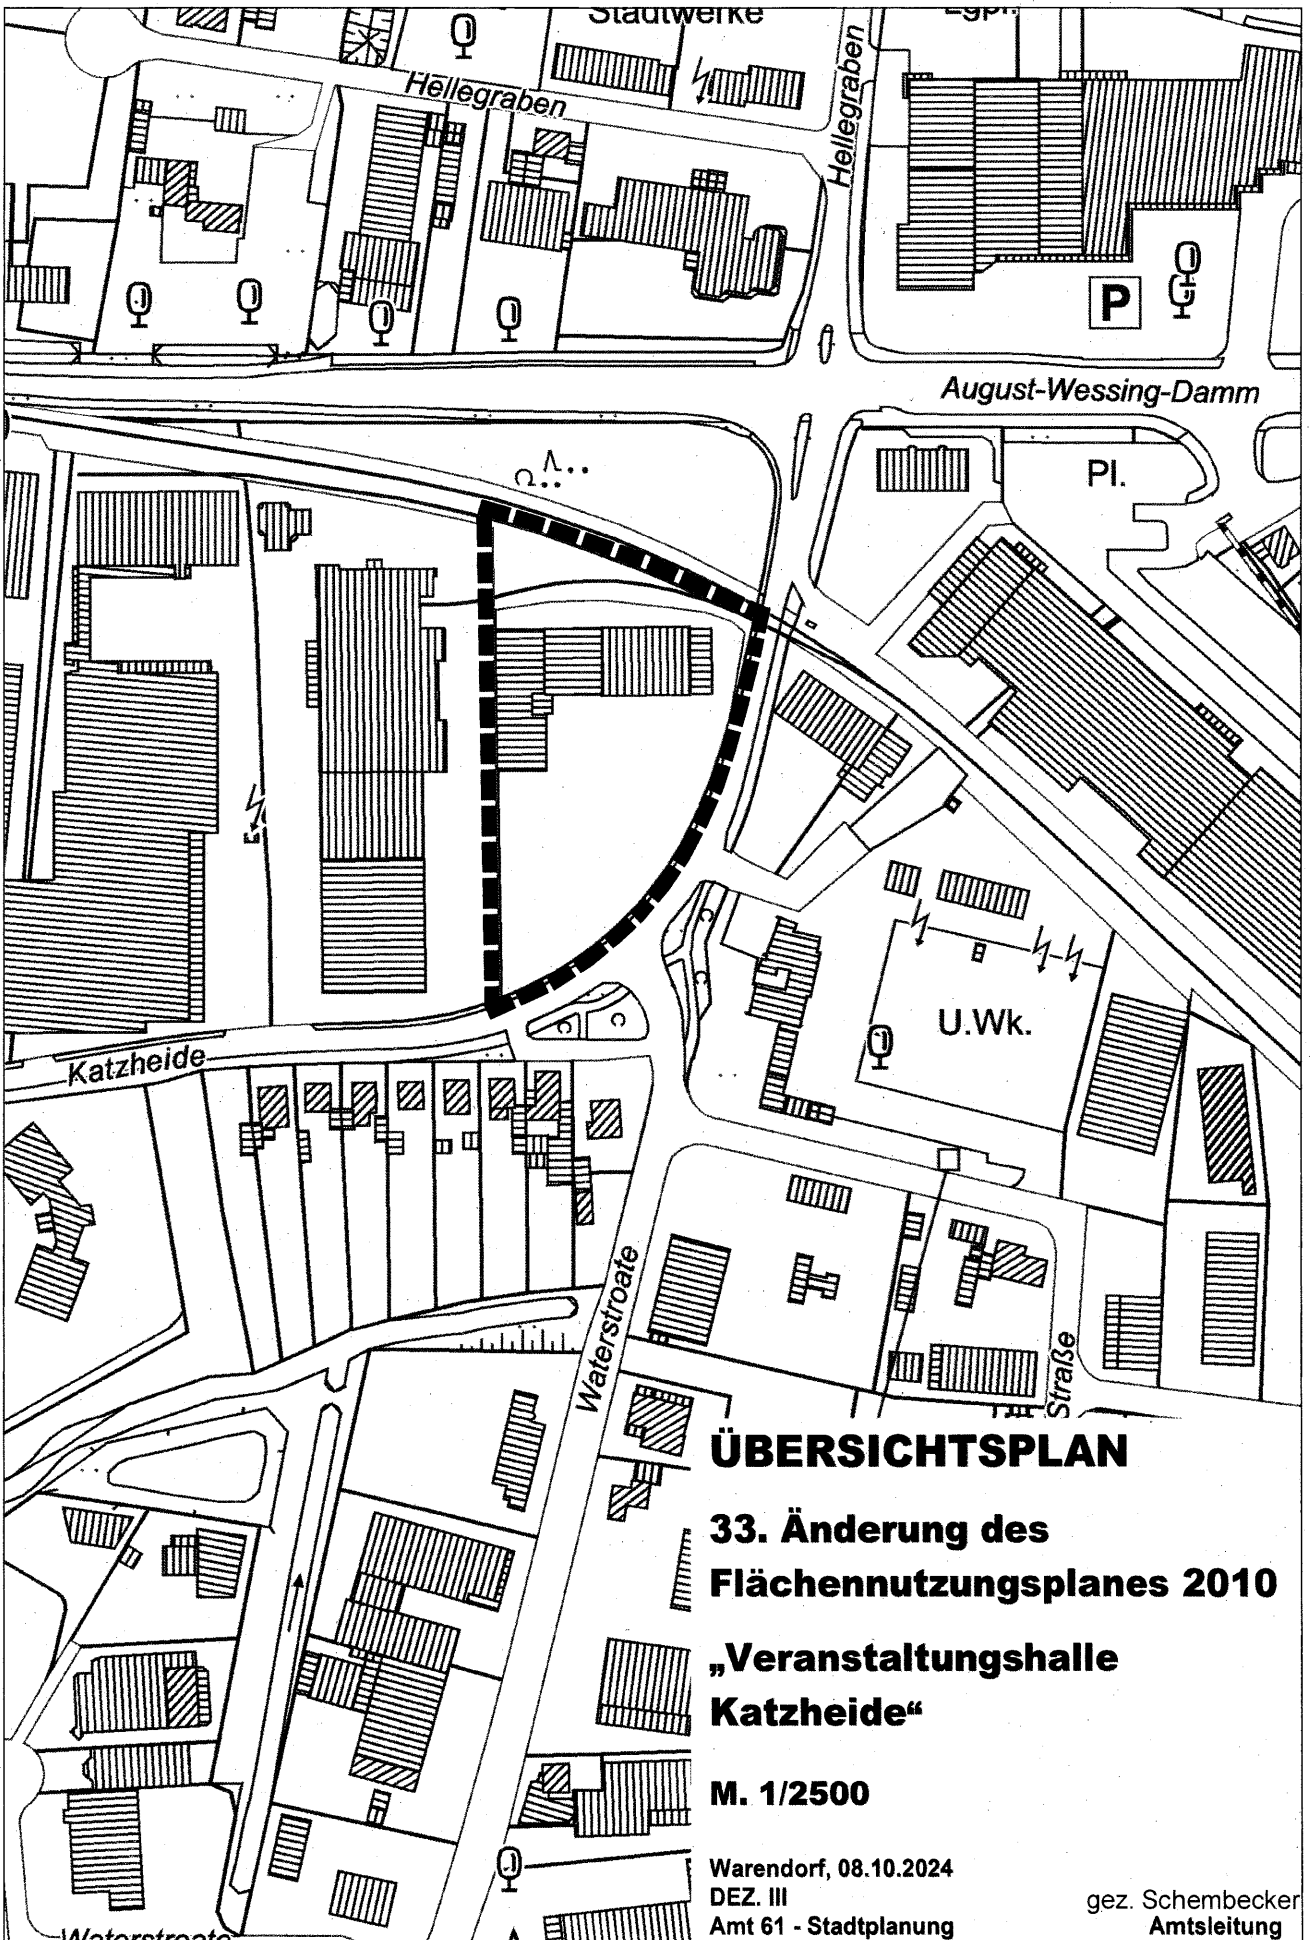 Stadtwerke
Lgpl.
Hellegraben
Hellegraben
P
August-Wessing-Damm
Pl.
C
C
C
C
U.Wk.
Katzheide
Waterstroate
Straße
ÜBERSICHTSPLAN
33. Änderung des
Flächennutzungsplanes 2010
„Veranstaltungshalle
Katzheide“
M. 1/2500
Warendorf, 08.10.2024
DEZ. III
Amt 61 - Stadtplanung
gez. Schembecker
Amtsleitung
Waterstroate